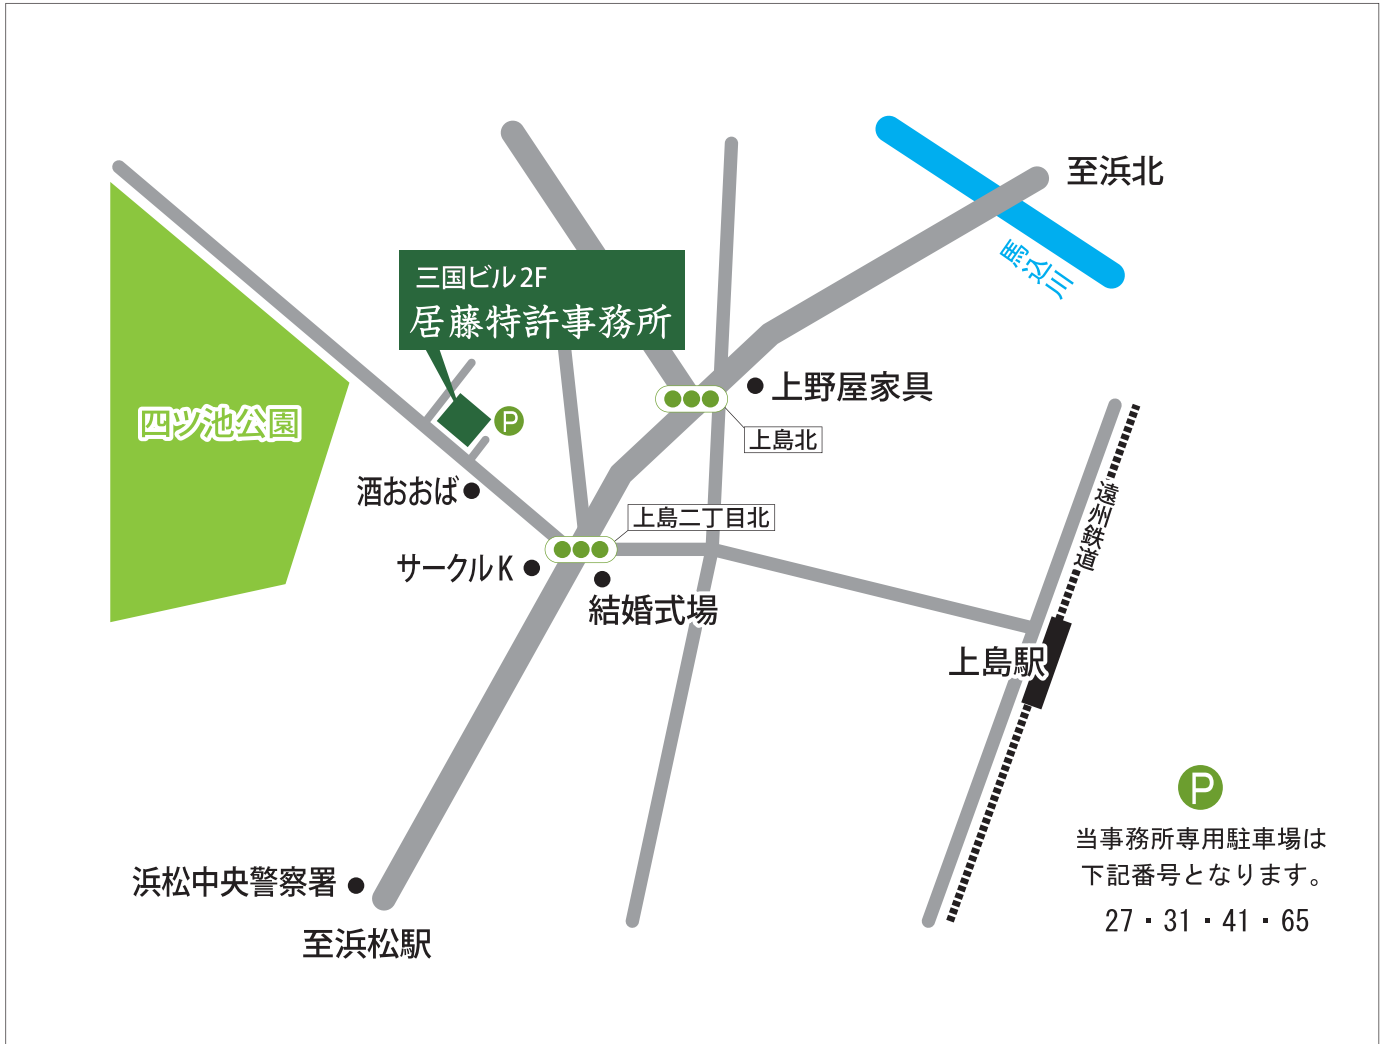 至浜北
馬込川
三国ビル2F
居藤特許事務所
上野屋家具
四ツ池公園
P
上島北
酒おおば
上島二丁目北
遠州鉄道
サークルK
結婚式場
上島駅
P
当事務所専用駐車場は
下記番号となります。
27・31・41・65
浜松中央警察署
至浜松駅